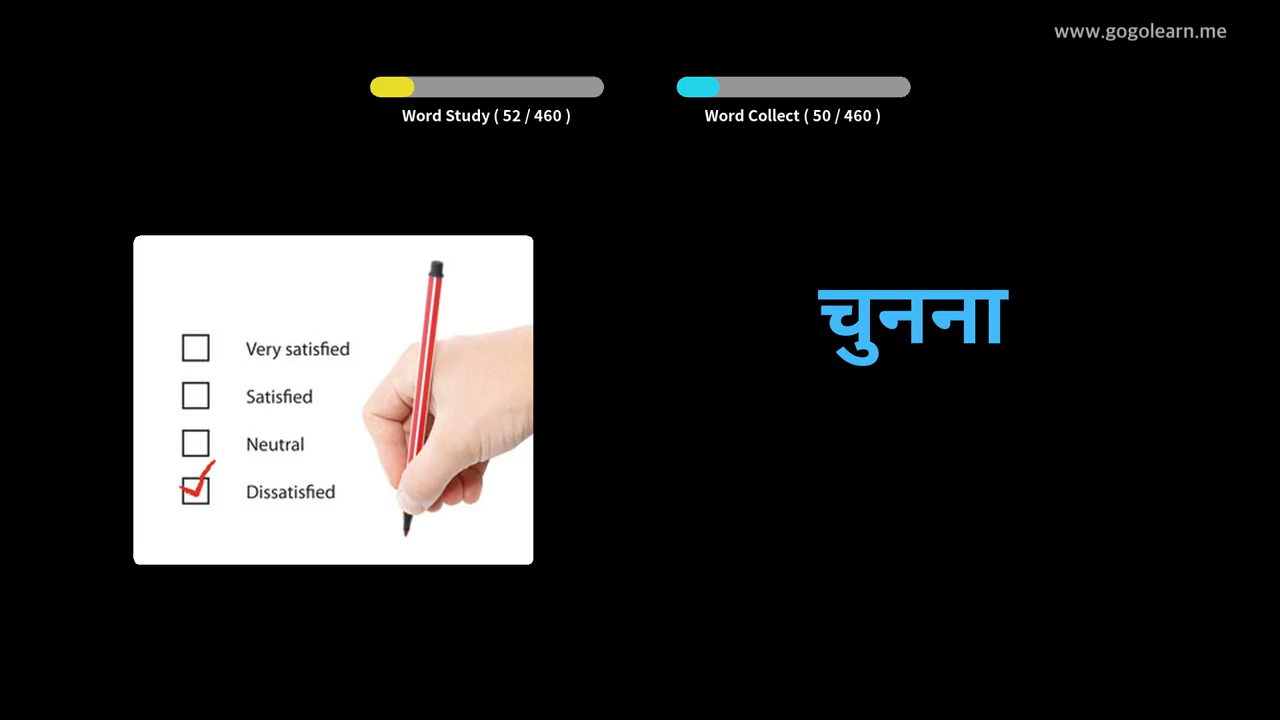 www.gogolearn.me
Word Study ( 52 / 460 )
Word Collect ( 50 / 460 )
Very satisfied
Satisfied
Neutral
Dissatisfied
चुनना